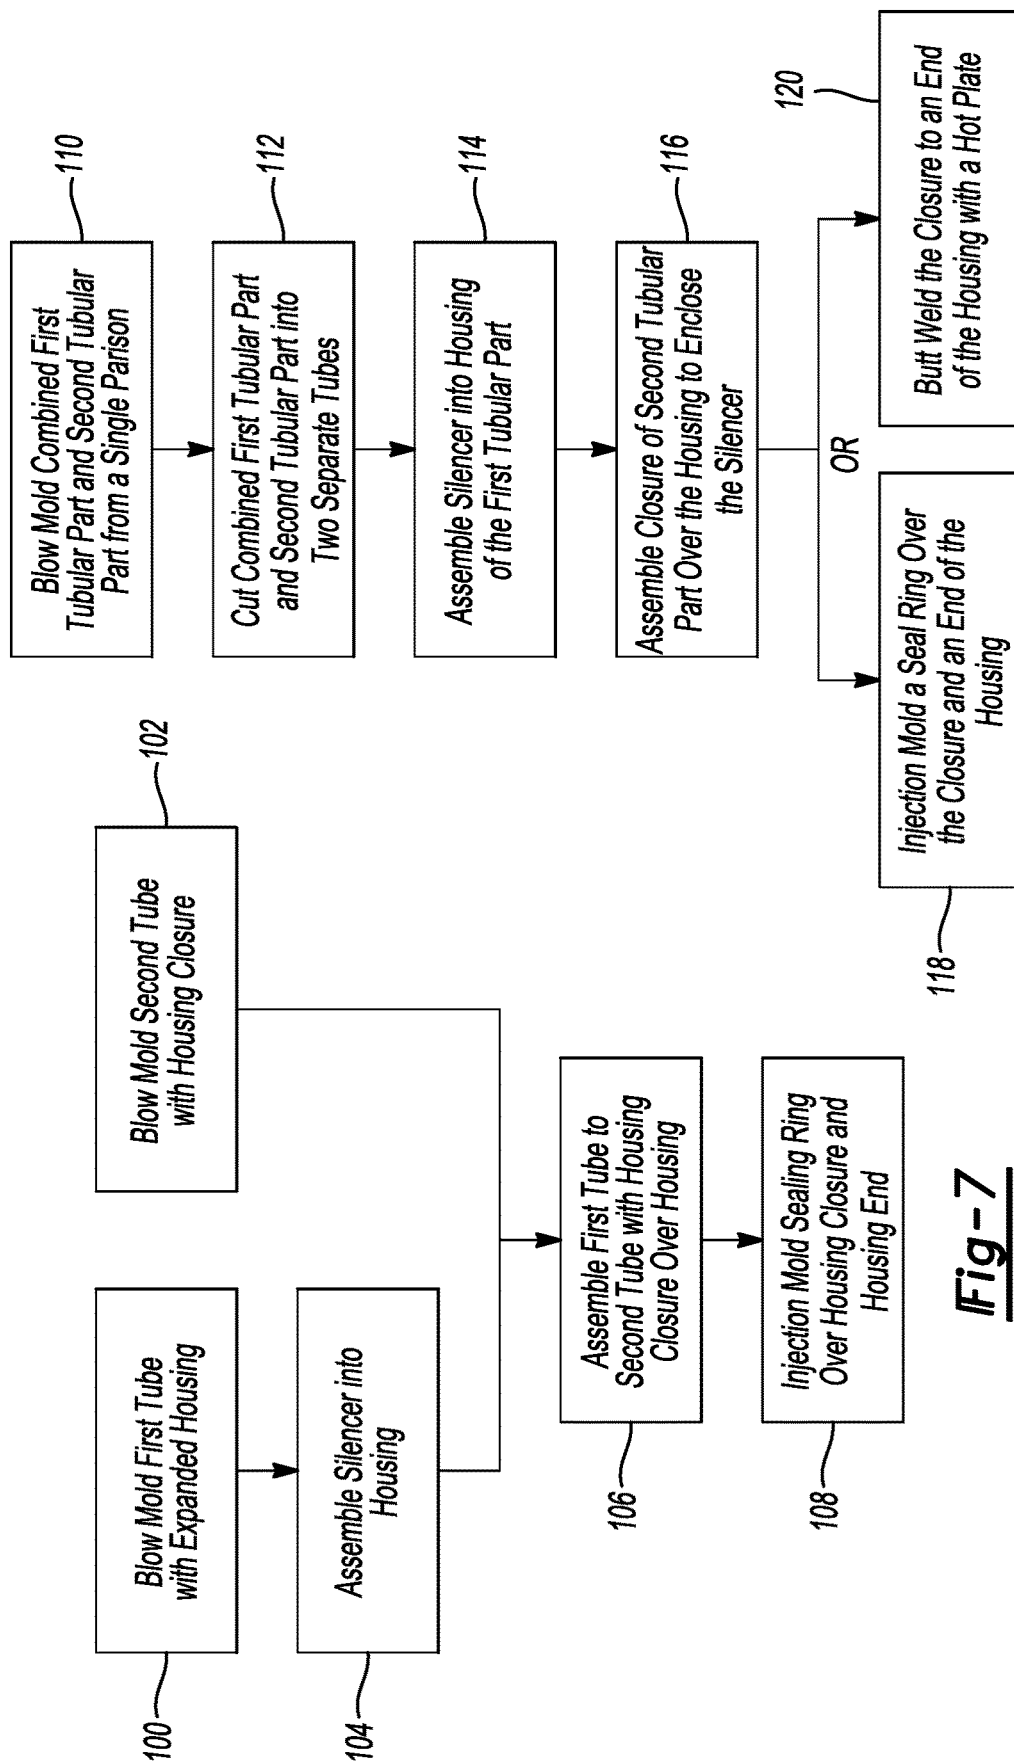 100
Blow Mold First Tube
with Expanded Housing
Blow Mold Second Tube
with Housing Closure
102
104
Assemble Silencer into
Housing
106
Assemble First Tube to
Second Tube with Housing
Closure Over Housing
108
Injection Mold Sealing Ring
Over Housing Closure and
Housing End
Blow Mold Combined First
Tubular Part and Second Tubular
Part from a Single Parison
110
Cut Combined First Tubular Part
and Second Tubular Part into
Two Separate Tubes
112
Assemble Silencer into Housing
of the First Tubular Part
114
Assemble Closure of Second Tubular
Part Over the Housing to Enclose
the Silencer
116
OR
118
Injection Mold a Seal Ring Over
the Closure and an End of the
Housing
120
Butt Weld the Closure to an End
of the Housing with a Hot Plate
Fig-7